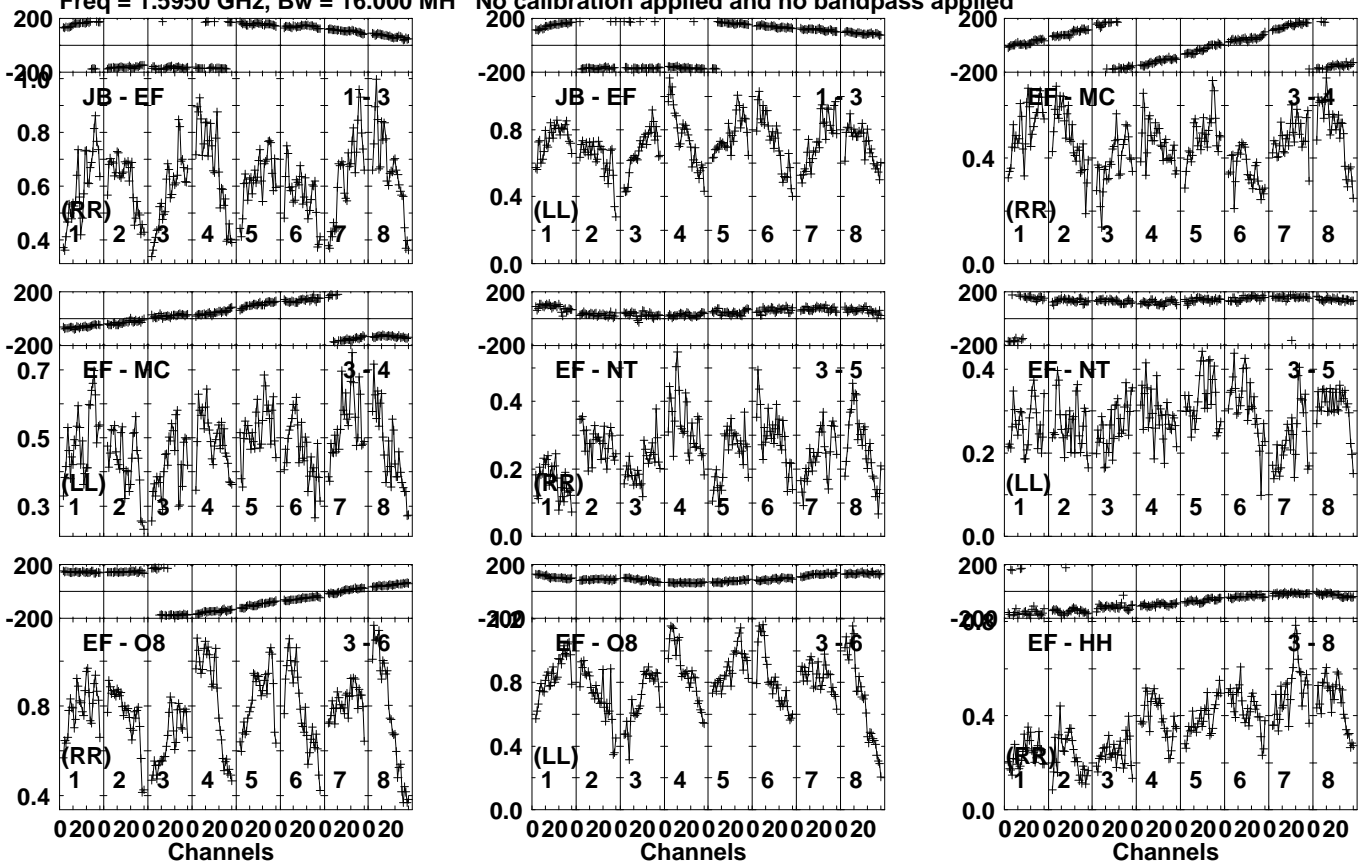 Freq = 1.5950 GHz, Bw = 16.000 MH No calibration applied and no bandpass applied
200 200 200
-200 -200 -200
1.0
JB - EF 1 - 3 JB - EF 1 - 3 EF - MC 3 - 4
0.8 0.8
0.6 0.4
0.4
0.4 0.0 0.0
(RR) (LL) (RR)
1 2 3 4 5 6 7 8 1 2 3 4 5 6 7 8 1 2 3 4 5 6 7 8
200 200 200
-200 -200 -200
0.7 0.4
EF - MC 3 - 4 EF - NT 3 - 5 EF - NT 3 - 5
0.5 0.4
0.3 0.2 0.2
0.0 0.0
(LL) (RR) (LL)
1 2 3 4 5 6 7 8 1 2 3 4 5 6 7 8 1 2 3 4 5 6 7 8
200 200 200
-200 -200 -200
1.2 0.8
EF - O8 3 - 6 EF - O8 3 - 6 EF - HH 3 - 8
0.8 0.8 0.4
0.4 0.4
0.0 0.0
(RR) (LL) (RR)
1 2 3 4 5 6 7 8 1 2 3 4 5 6 7 8 1 2 3 4 5 6 7 8
0 20 0 20 0 20 0 20 0 20 0 20 0 20 0 20 0 20 0 20 0 20 0 20 0 20 0 20 0 20 0 20 0 20 0 20 0 20 0 20 0 20 0 20 0 20 0 20
Channels Channels